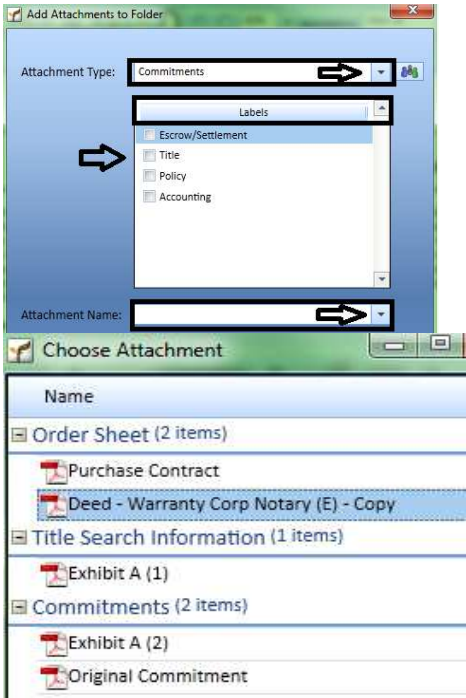 Add Attachments to Folder
Attachment Type: Commitments
Labels
Escrow/Settlement
Title
Policy
Accounting
Attachment Name:
Choose Attachment
Name
Order Sheet (2 items)
Purchase Contract
Deed - Warranty Corp Notary (E) - Copy
Title Search Information (1 items)
Exhibit A (1)
Commitments (2 items)
Exhibit A (2)
Original Commitment